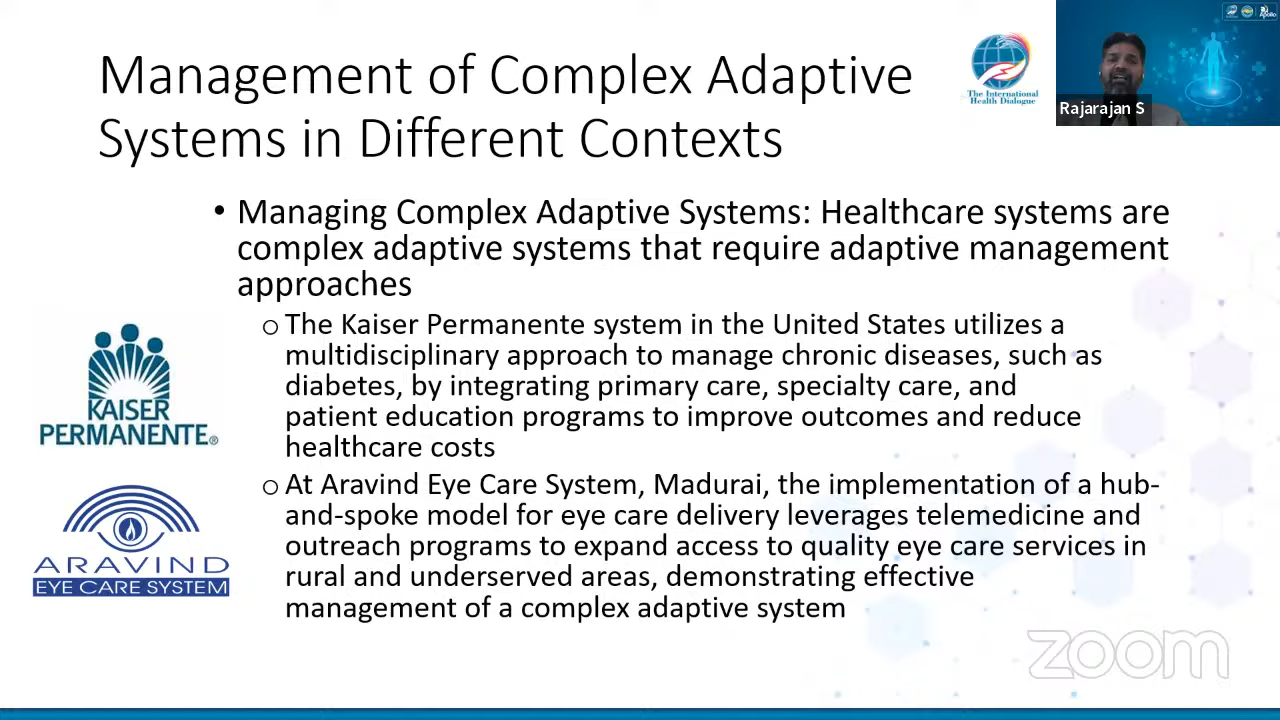 Management of Complex Adaptive
Systems in Different Contexts
The International
Health Dialogue
Apollo
Rajarajan S
• Managing Complex Adaptive Systems: Healthcare systems are
complex adaptive systems that require adaptive management
approaches
o The Kaiser Permanente system in the United States utilizes a
multidisciplinary approach to manage chronic diseases, such as
diabetes, by integrating primary care, specialty care, and
patient education programs to improve outcomes and reduce
healthcare costs
KAISER
PERMANENTE®
o At Aravind Eye Care System, Madurai, the implementation of a hub-
and-spoke model for eye care delivery leverages telemedicine and
outreach programs to expand access to quality eye care services in
rural and underserved areas, demonstrating effective
management of a complex adaptive system
ARAVIND
EYE CARE SYSTEM
zoom